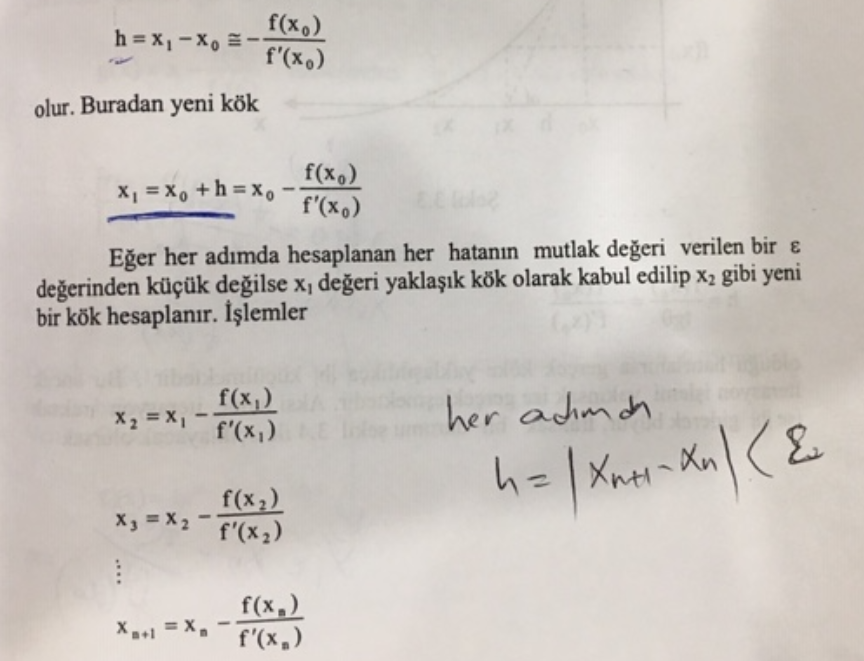 h = x₁ − x₀ ≅ − f(x₀) / f'(x₀)
olur. Buradan yeni kök
x₁ = x₀ + h = x₀ − f(x₀) / f'(x₀)
Eğer her adımda hesaplanan her hatanın mutlak değeri verilen bir ε
değerinden küçük değilse x₁ değeri yaklaşık kök olarak kabul edilip x₂ gibi yeni
bir kök hesaplanır. İşlemler
x₂ = x₁ − f(x₁) / f'(x₁)
her adımda
h = |xₙ₊₁ − xₙ| < ε
x₃ = x₂ − f(x₂) / f'(x₂)
⋮
xₙ₊₁ = xₙ − f(xₙ) / f'(xₙ)